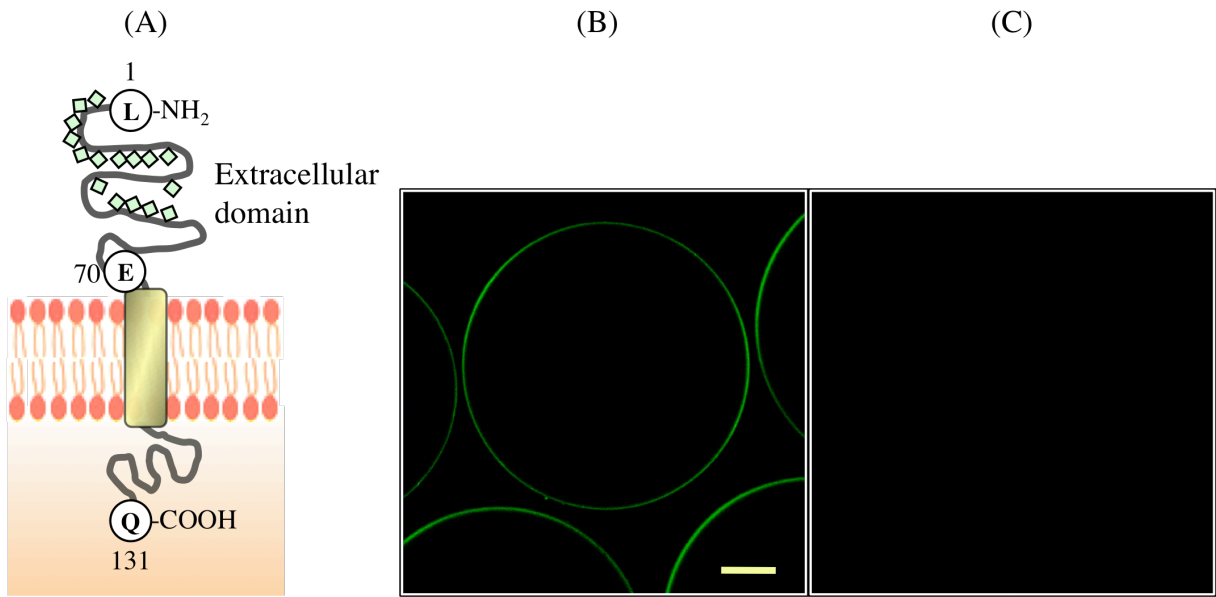 (A)
(B)
(C)
1
L -NH2
Extracellular
domain
70 E
Q -COOH
131